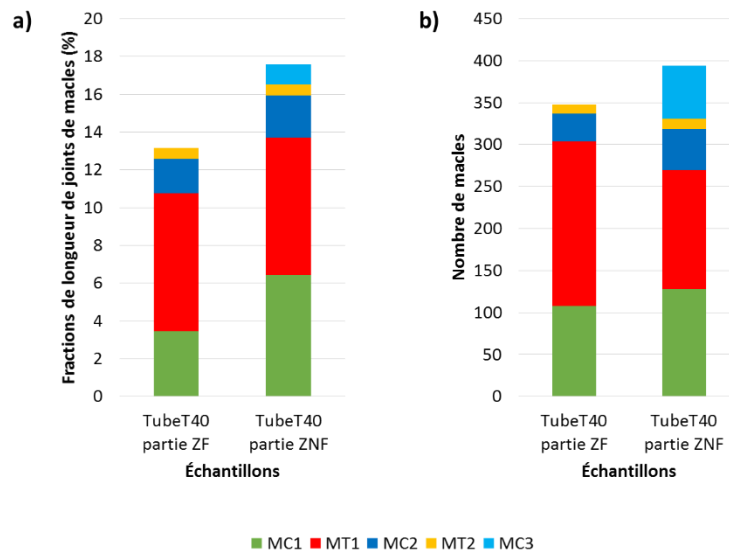 a)
Fractions de longueur de joints de macles (%)
20
18
16
14
12
10
8
6
4
2
0
TubeT40
partie ZF
TubeT40
partie ZNF
Échantillons
b)
Nombre de macles
450
400
350
300
250
200
150
100
50
0
TubeT40
partie ZF
TubeT40
partie ZNF
Échantillons
MC1 MT1 MC2 MT2 MC3